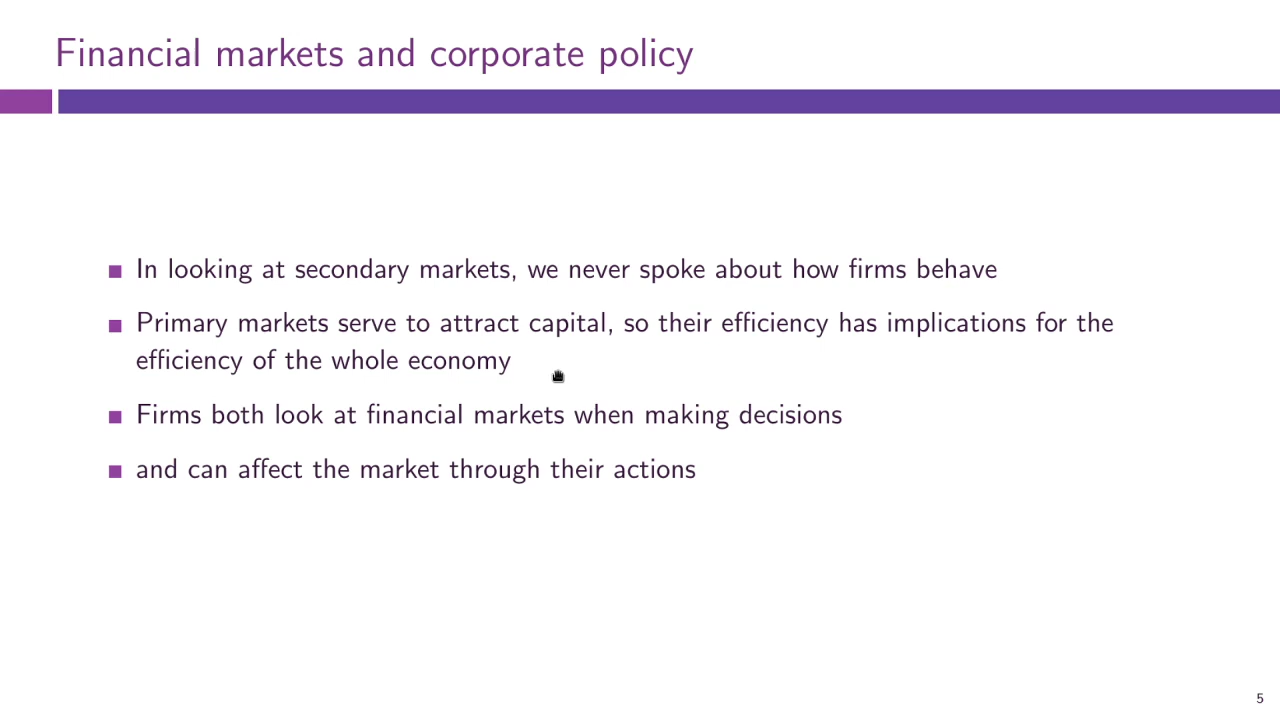 Financial markets and corporate policy
In looking at secondary markets, we never spoke about how firms behave
Primary markets serve to attract capital, so their efficiency has implications for the
efficiency of the whole economy
Firms both look at financial markets when making decisions
and can affect the market through their actions
5